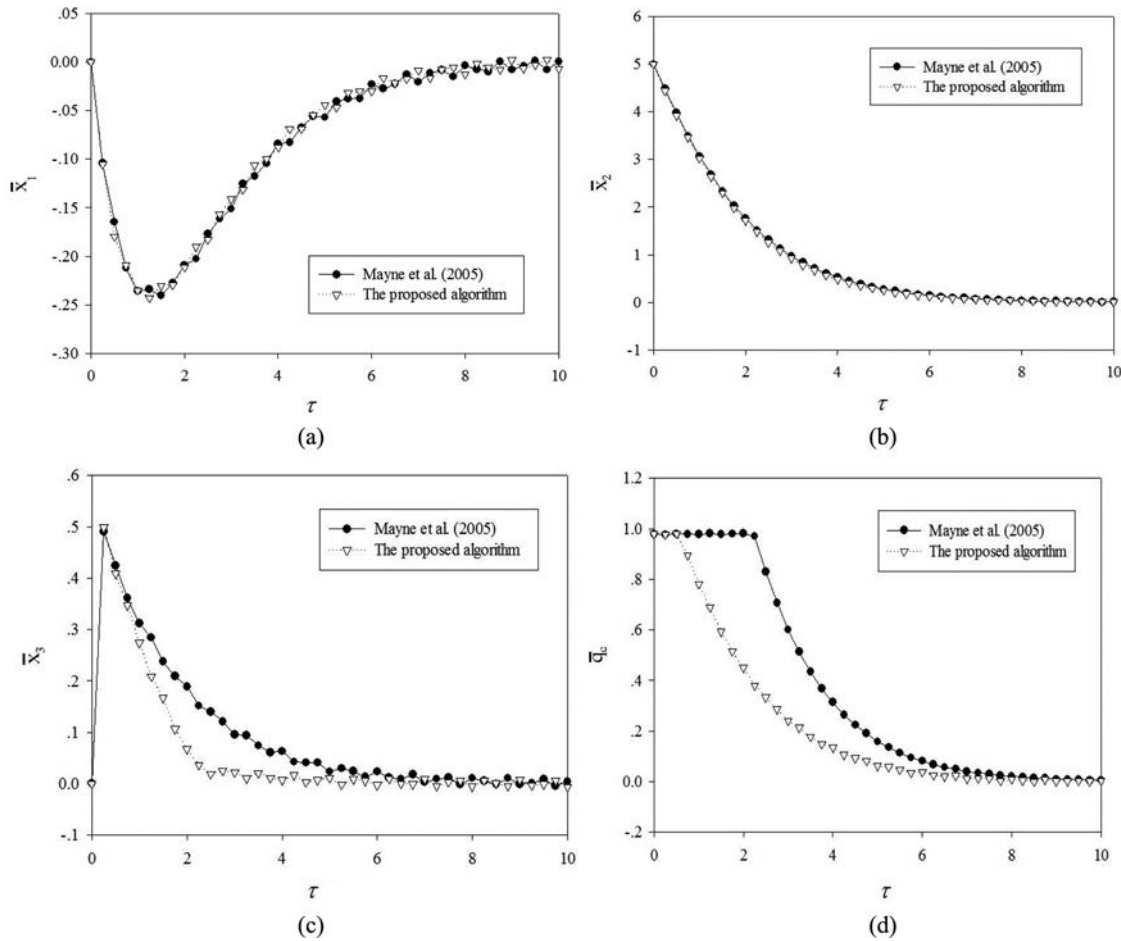 .05
0.00
-.05
-.10
-.15
-.20
-.25
-.30
x̄₁
Mayne et al. (2005)
The proposed algorithm
0 2 4 6 8 10
τ
(a)
6
5
4
3
2
1
0
-1
x̄₂
Mayne et al. (2005)
The proposed algorithm
0 2 4 6 8 10
τ
(b)
.6
.5
.4
.3
.2
.1
0.0
-.1
x̄₃
Mayne et al. (2005)
The proposed algorithm
0 2 4 6 8 10
τ
(c)
1.2
1.0
.8
.6
.4
.2
0.0
-.2
q̄c
Mayne et al. (2005)
The proposed algorithm
0 2 4 6 8 10
τ
(d)